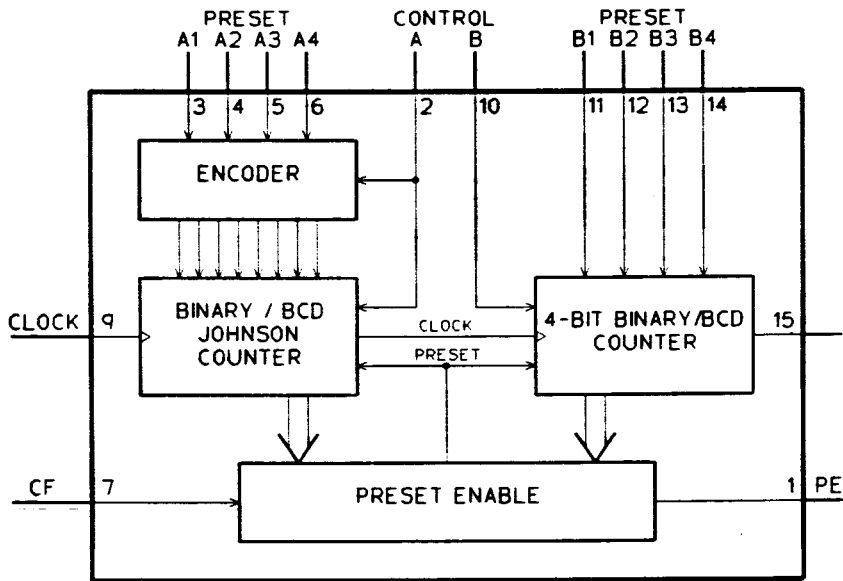 PRESET CONTROL PRESET
A1 A2 A3 A4 A B B1 B2 B3 B4
3 4 5 6 2 10 11 12 13 14
ENCODER
BINARY / BCD
JOHNSON
COUNTER
4-BIT BINARY/BCD
COUNTER
CLOCK 9
CLOCK
15
PRESET
CF 7
PRESET ENABLE
1 PE